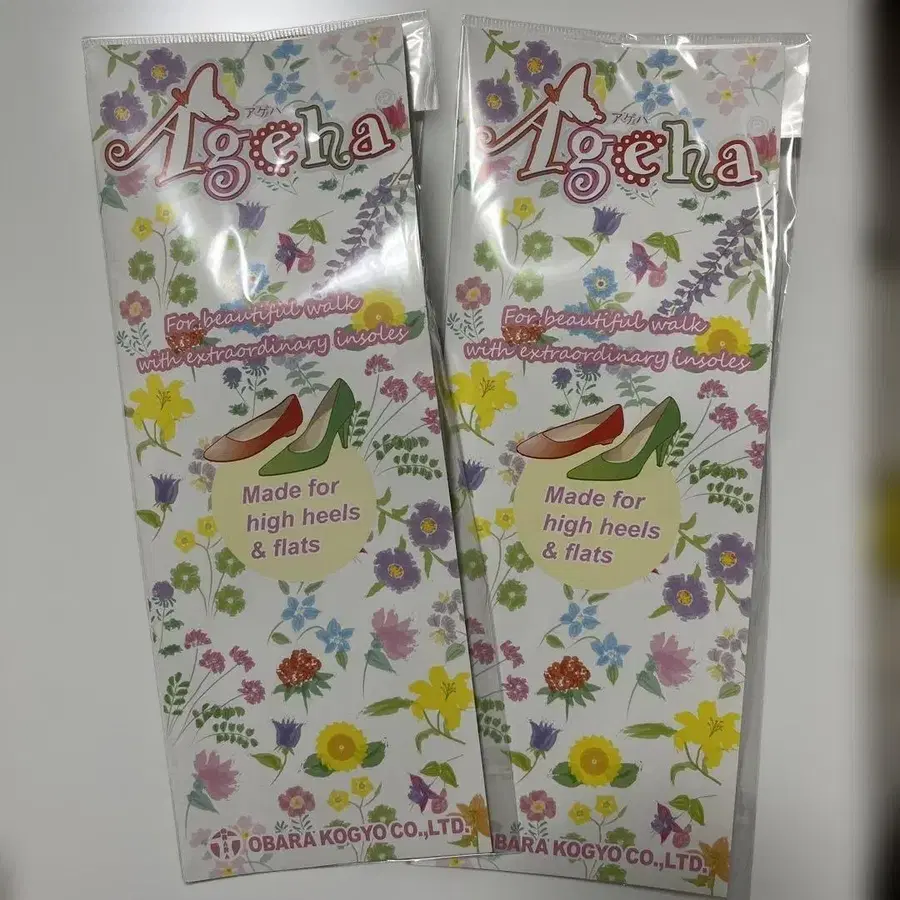 アゲハ
Ageha
®
For beautiful walk
with extraordinary insoles
Made for
high heels
& flats
OBARA KOGYO CO.,LTD.
アゲハ
Ageha
®
For beautiful walk
with extraordinary insoles
Made for
high heels
& flats
BARA KOGYO CO.,LTD.